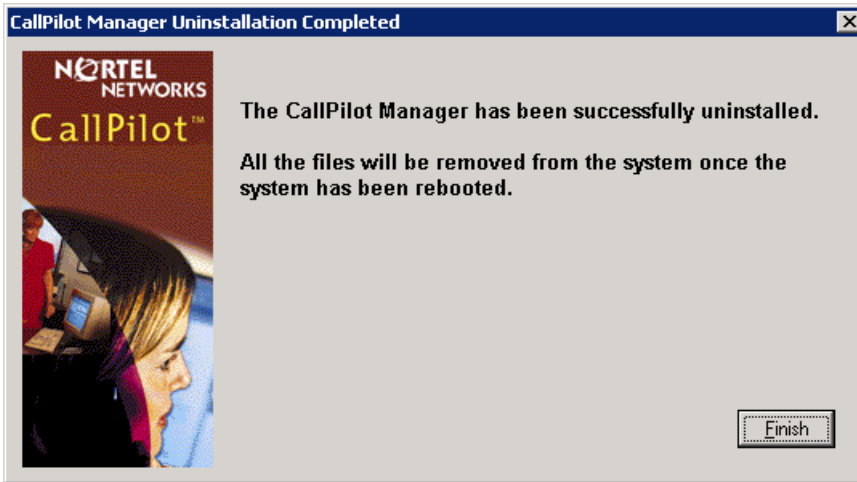 CallPilot Manager Uninstallation Completed
NORTEL
NETWORKS
CallPilot™
The CallPilot Manager has been successfully uninstalled.
All the files will be removed from the system once the
system has been rebooted.
Finish